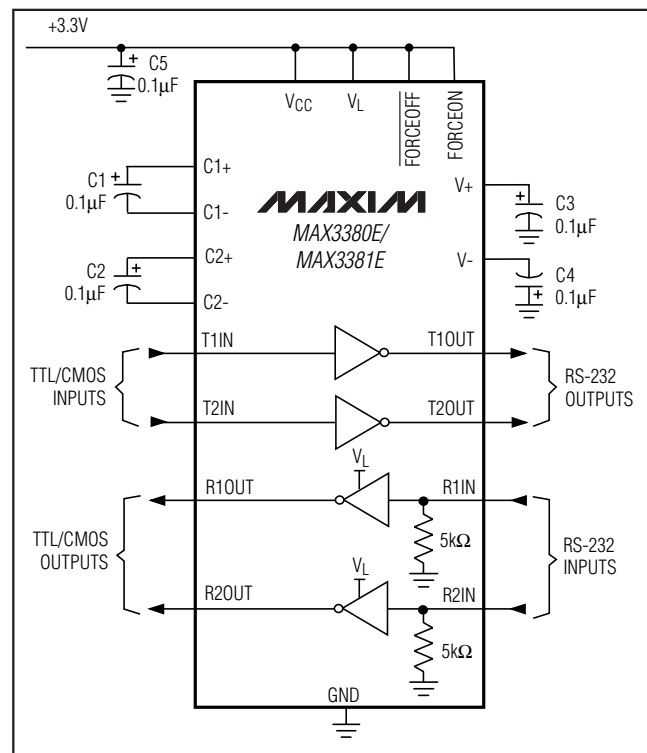 +3.3V
C5
0.1μF
VCC
VL
FORCEOFF
FORCEON
C1+
C1
0.1μF
C1-
C2+
C2
0.1μF
C2-
MAXIM
MAX3380E/
MAX3381E
V+
C3
0.1μF
V-
C4
0.1μF
TTL/CMOS
INPUTS
T1IN
T1OUT
T2IN
T2OUT
RS-232
OUTPUTS
TTL/CMOS
OUTPUTS
R1OUT
VL
R1IN
5kΩ
R2OUT
VL
R2IN
5kΩ
RS-232
INPUTS
GND